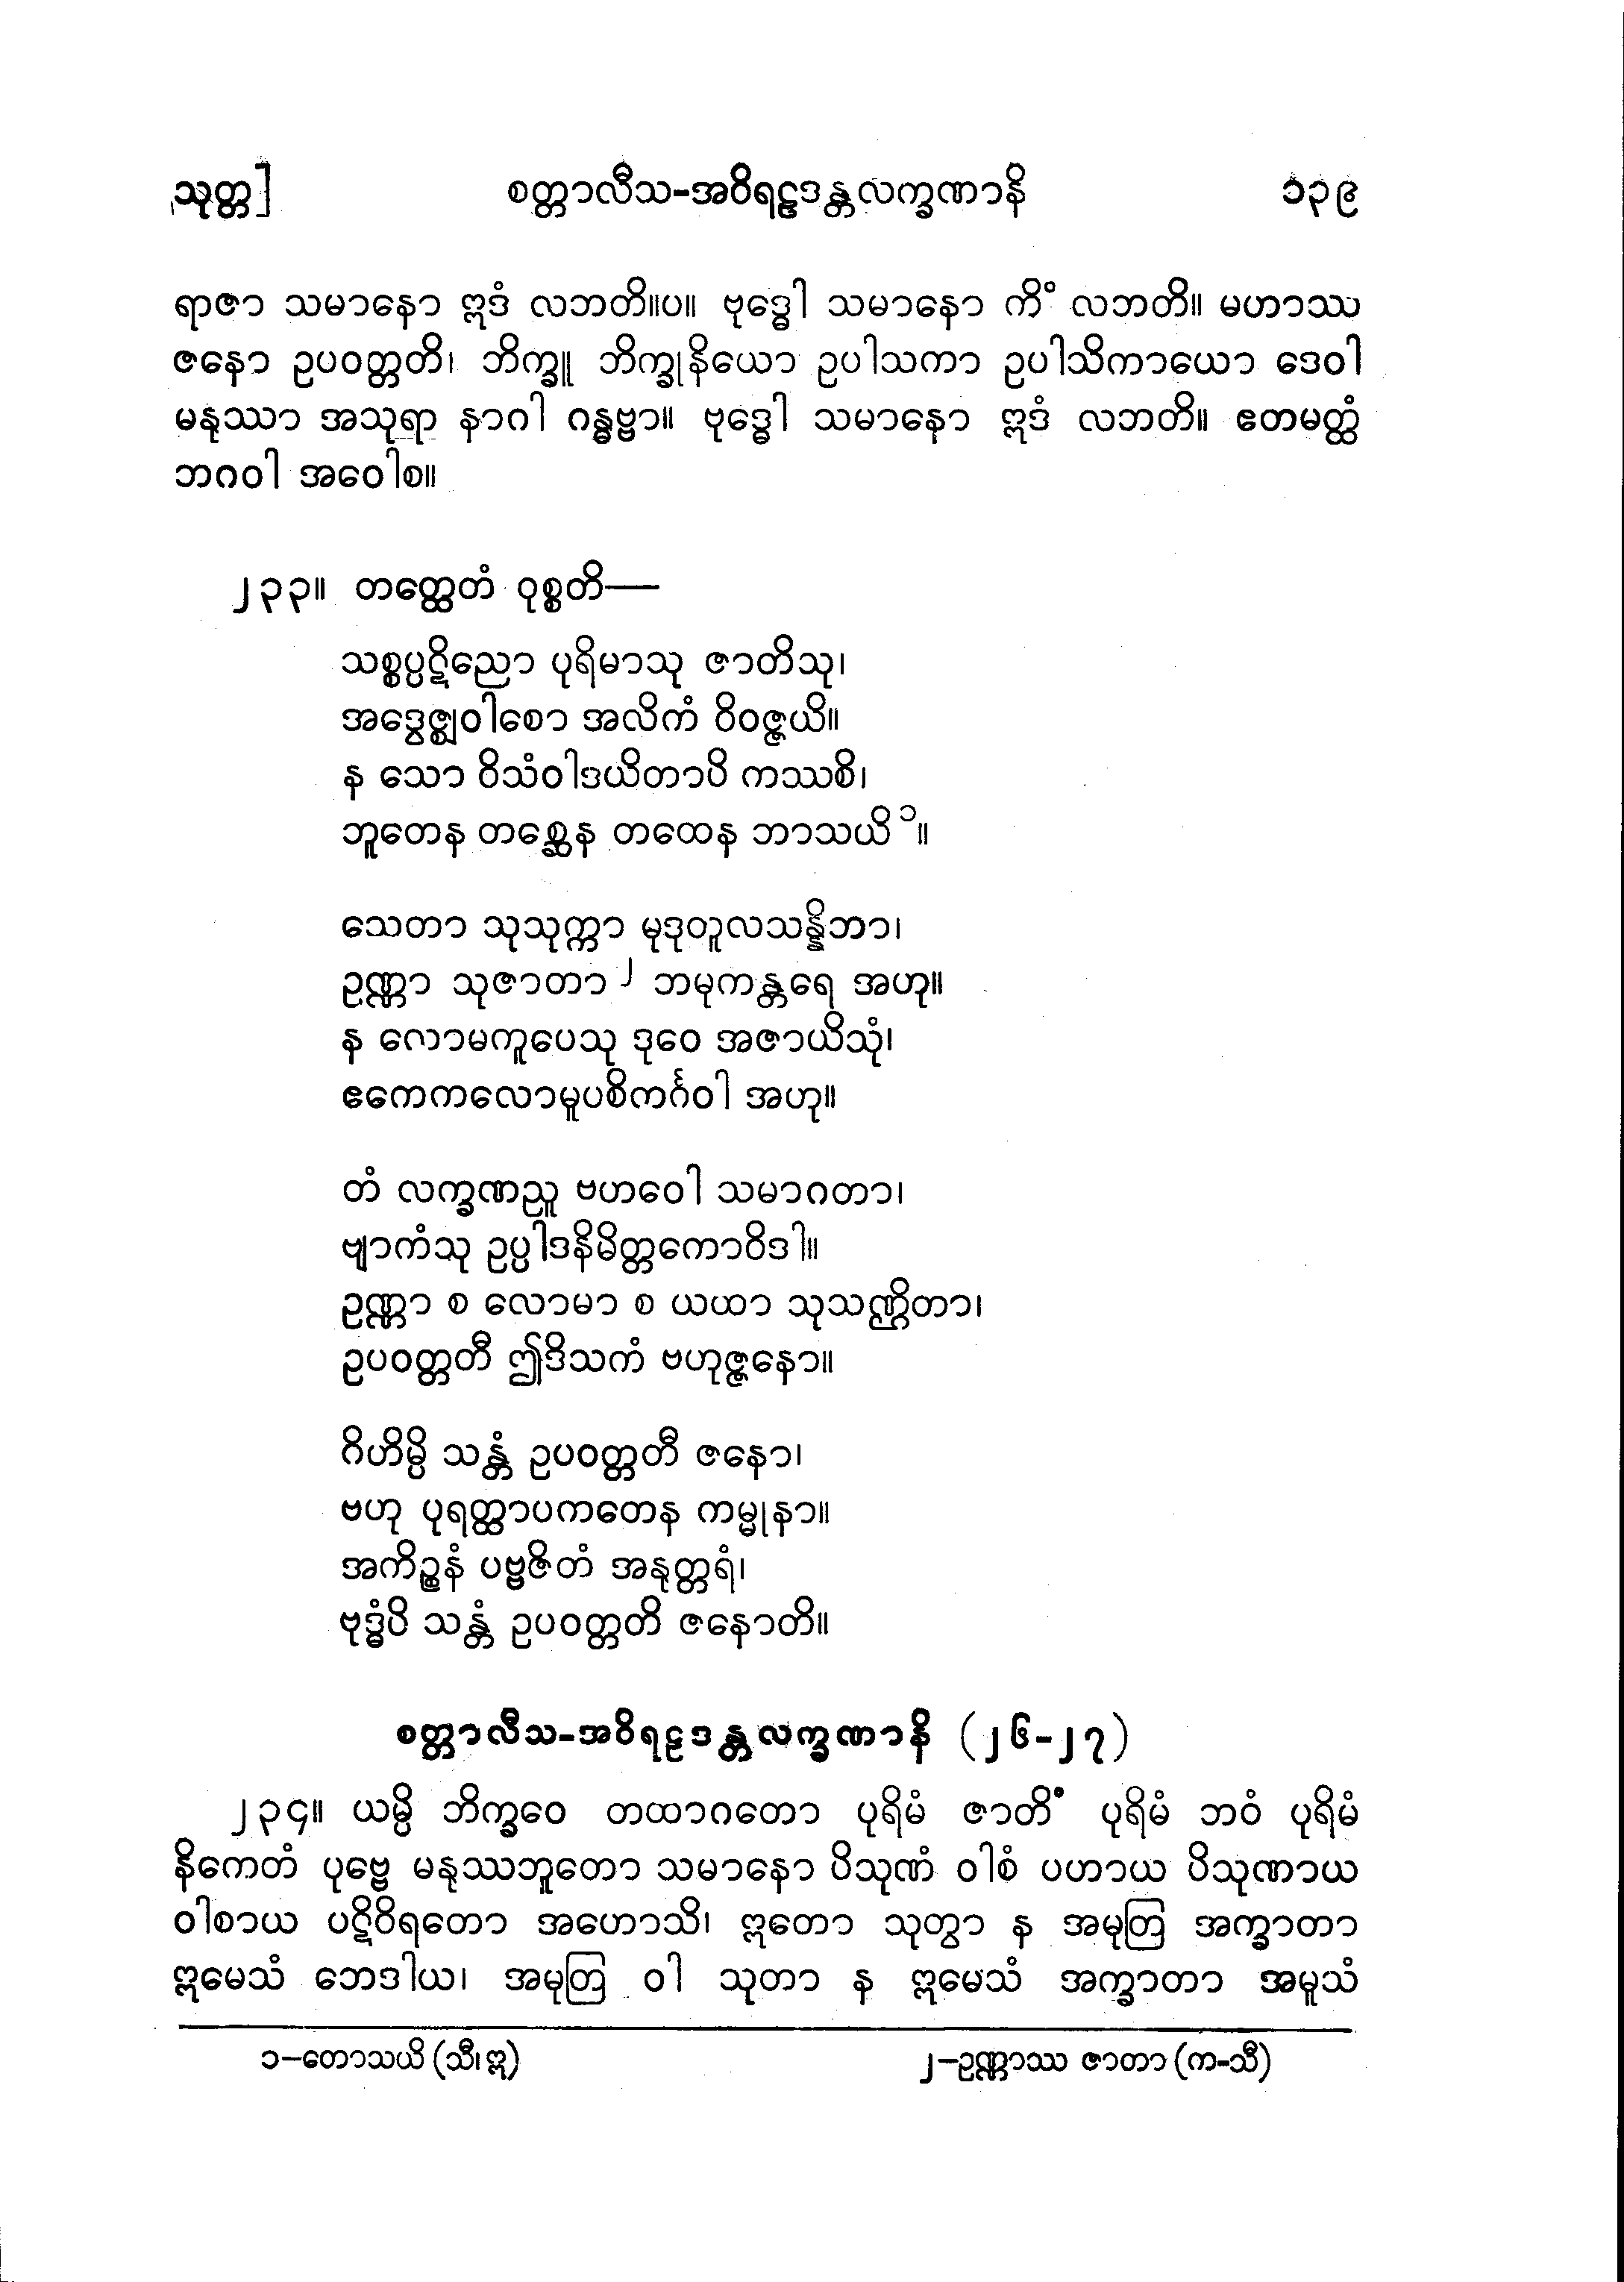 သုတ္တ] စတ္တာလီသ-အဝိရဠဒန္တလက္ခဏာနိ ၁၃၉
ရာဇာ သမာနော ဣဒံ လဘတိ။ပ။ ဗုဒ္ဓေါ သမာနော ကိံ လဘတိ။ မဟာဿ
ဇနော ဥပဝတ္တတိ၊ ဘိက္ခူ ဘိက္ခုနိယော ဥပါသကာ ဥပါသိကာယော ဒေဝါ
မနုဿာ အသုရာ နာဂါ ဂန္ဓဗ္ဗာ။ ဗုဒ္ဓေါ သမာနော ဣဒံ လဘတိ။ ဧတမတ္ထံ
ဘဂဝါ အဝေါစ။
၂၃၃။ တတ္ထေတံ ဝုစ္စတိ—
သစ္စပ္ပဋိညော ပုရိမာသု ဇာတိသု၊
အဒွေဇ္ဈဝါစော အလိကံ ဝိဝဇ္ဇယိ။
န သော ဝိသံဝါဒယိတာပိ ကဿစိ၊
ဘူတေန တစ္ဆေန တထေန ဘာသယိ ၁။
သေတာ သုသုက္ကာ မုဒုတူလသန္နိဘာ၊
ဥဏ္ဏာ သုဇာတာ ၂ ဘမုကန္တရေ အဟု။
န လောမကူပေသု ဒုဝေ အဇာယိသုံ၊
ဧကေကလောမူပစိကင်္ဂဝါ အဟု။
တံ လက္ခဏညူ ဗဟဝေါ သမာဂတာ၊
ဗျာကံသု ဥပ္ပါဒနိမိတ္တကောဝိဒါ။
ဥဏ္ဏာ စ လောမာ စ ယထာ သုသဏ္ဌိတာ၊
ဥပဝတ္တတီ ဤဒိသကံ ဗဟုဇ္ဇနော။
ဂိဟိမ္ပိ သန္တံ ဥပဝတ္တတီ ဇနော၊
ဗဟု ပုရတ္ထာပကတေန ကမ္မုနာ။
အကိဉ္စနံ ပဗ္ဗဇိတံ အနုတ္တရံ၊
ဗုဒ္ဓံပိ သန္တံ ဥပဝတ္တတိ ဇနောတိ။
စတ္တာလီသ-အဝိရဠဒန္တလက္ခဏာနိ (၂၆-၂၇)
၂၃၄။ ယမ္ပိ ဘိက္ခဝေ တထာဂတော ပုရိမံ ဇာတိံ ပုရိမံ ဘဝံ ပုရိမံ
နိကေတံ ပုဗ္ဗေ မနုဿဘူတော သမာနော ပိသုဏံ ဝါစံ ပဟာယ ပိသုဏာယ
ဝါစာယ ပဋိဝိရတော အဟောသိ၊ ဣတော သုတွာ န အမုတြ အက္ခာတာ
ဣမေသံ ဘေဒါယ၊ အမုတြ ဝါ သုတာ န ဣမေသံ အက္ခာတာ အမူသံ
၁–တောသယိ (သီ၊ ဣ) ၂–ဥဏ္ဏာဿ ဇာတာ (က-သီ)